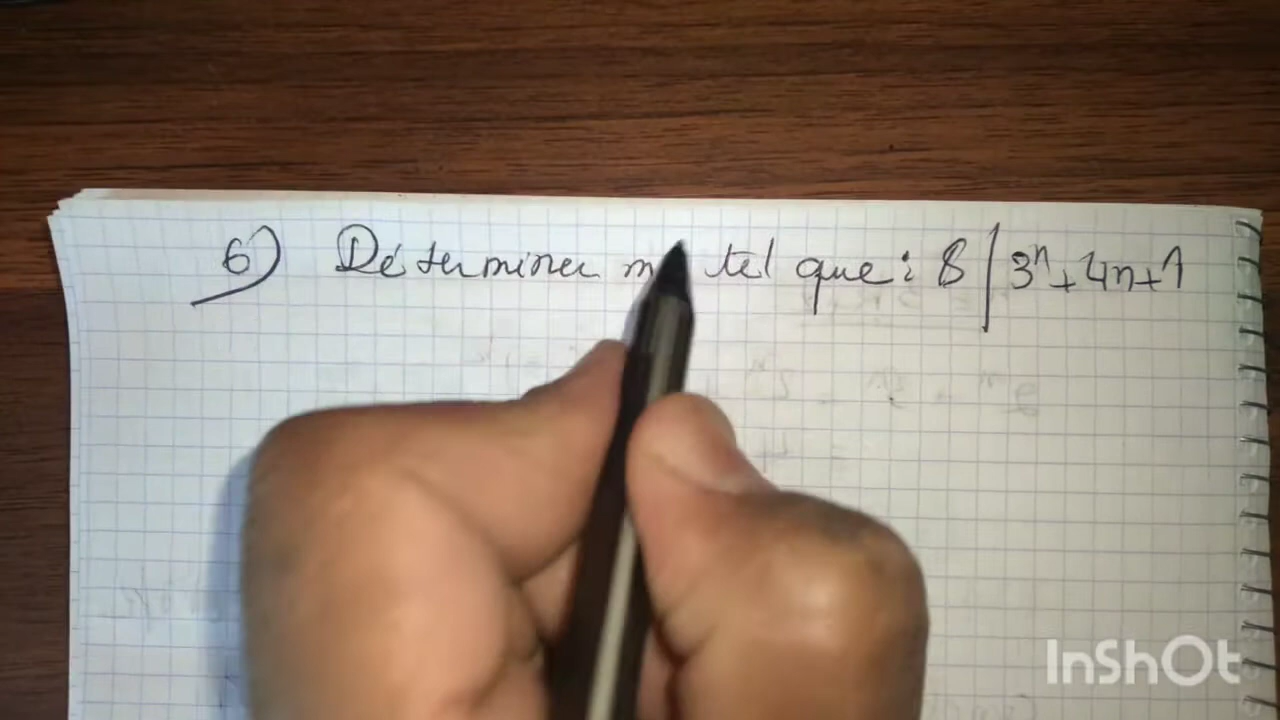 6) Déterminer n tel que : 8 | 3ⁿ + 4n + 1
InShOt